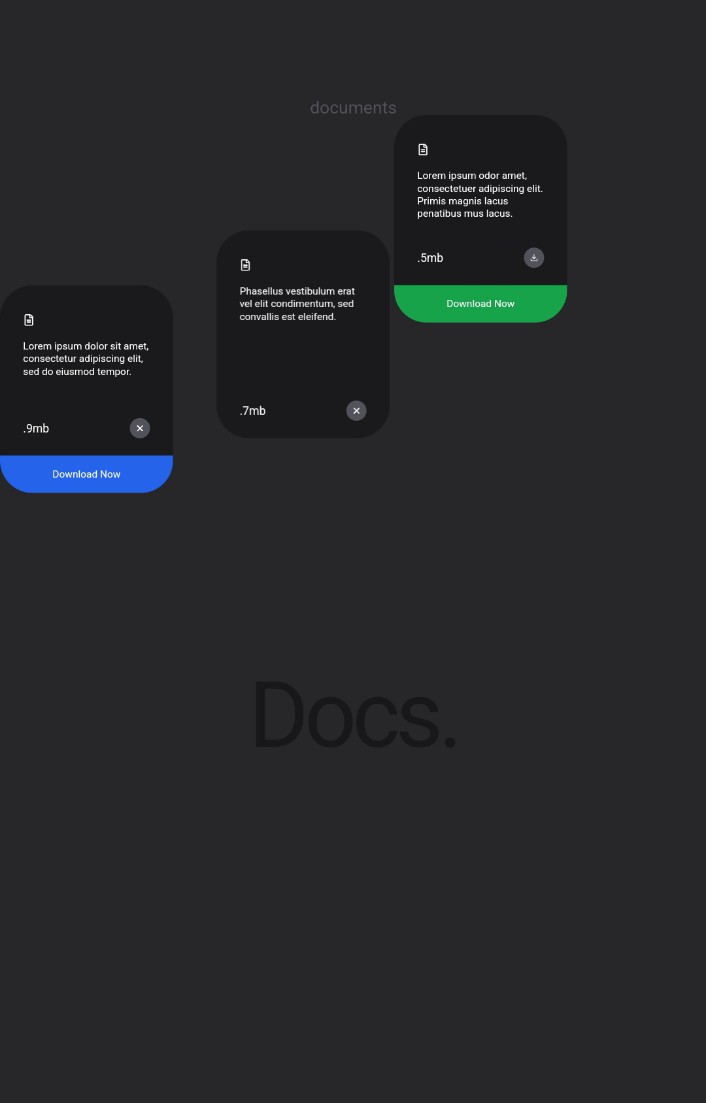 documents
Lorem ipsum odor amet,
consectetuer adipiscing elit.
Primis magnis lacus
penatibus mus lacus.
.5mb
Download Now
Phasellus vestibulum erat
vel elit condimentum, sed
convallis est eleifend.
.7mb
Lorem ipsum dolor sit amet,
consectetur adipiscing elit,
sed do eiusmod tempor.
.9mb
Download Now
Docs.